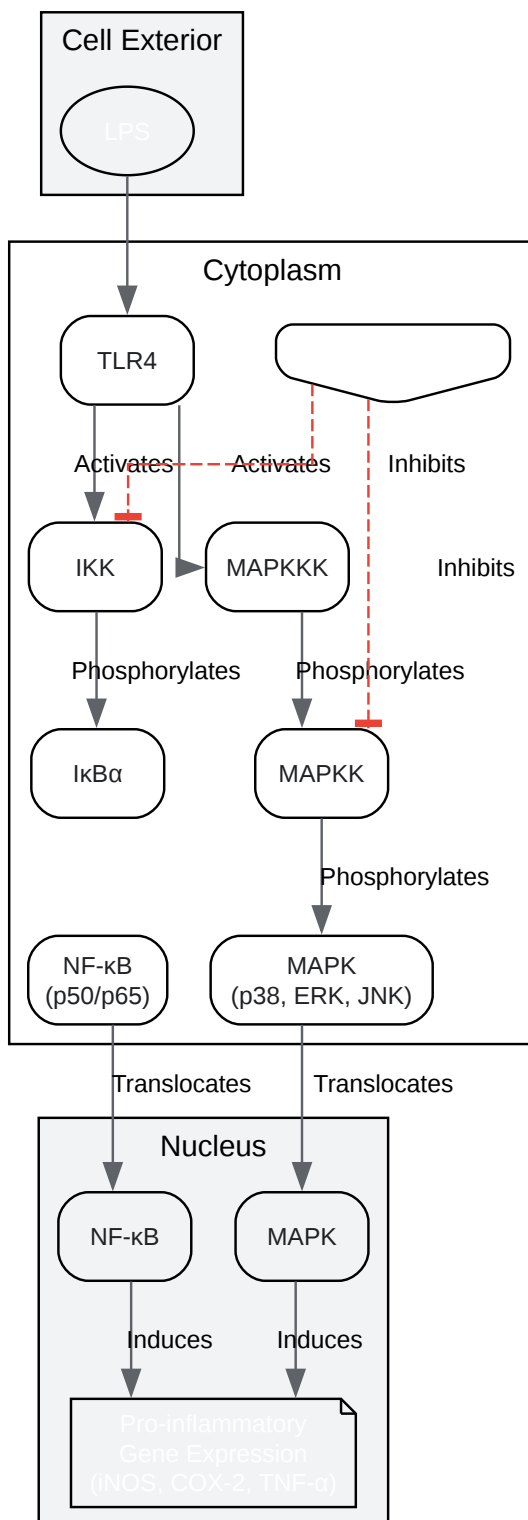 Cell Exterior
LPS
Cytoplasm
TLR4
Activates
Activates
Inhibits
IKK
MAPKKK
Inhibits
Phosphorylates
Phosphorylates
IκBα
MAPKK
Phosphorylates
NF-κB
(p50/p65)
MAPK
(p38, ERK, JNK)
Translocates
Translocates
Nucleus
NF-κB
MAPK
Induces
Induces
Pro-inflammatory
Gene Expression
(iNOS, COX-2, TNF-α)